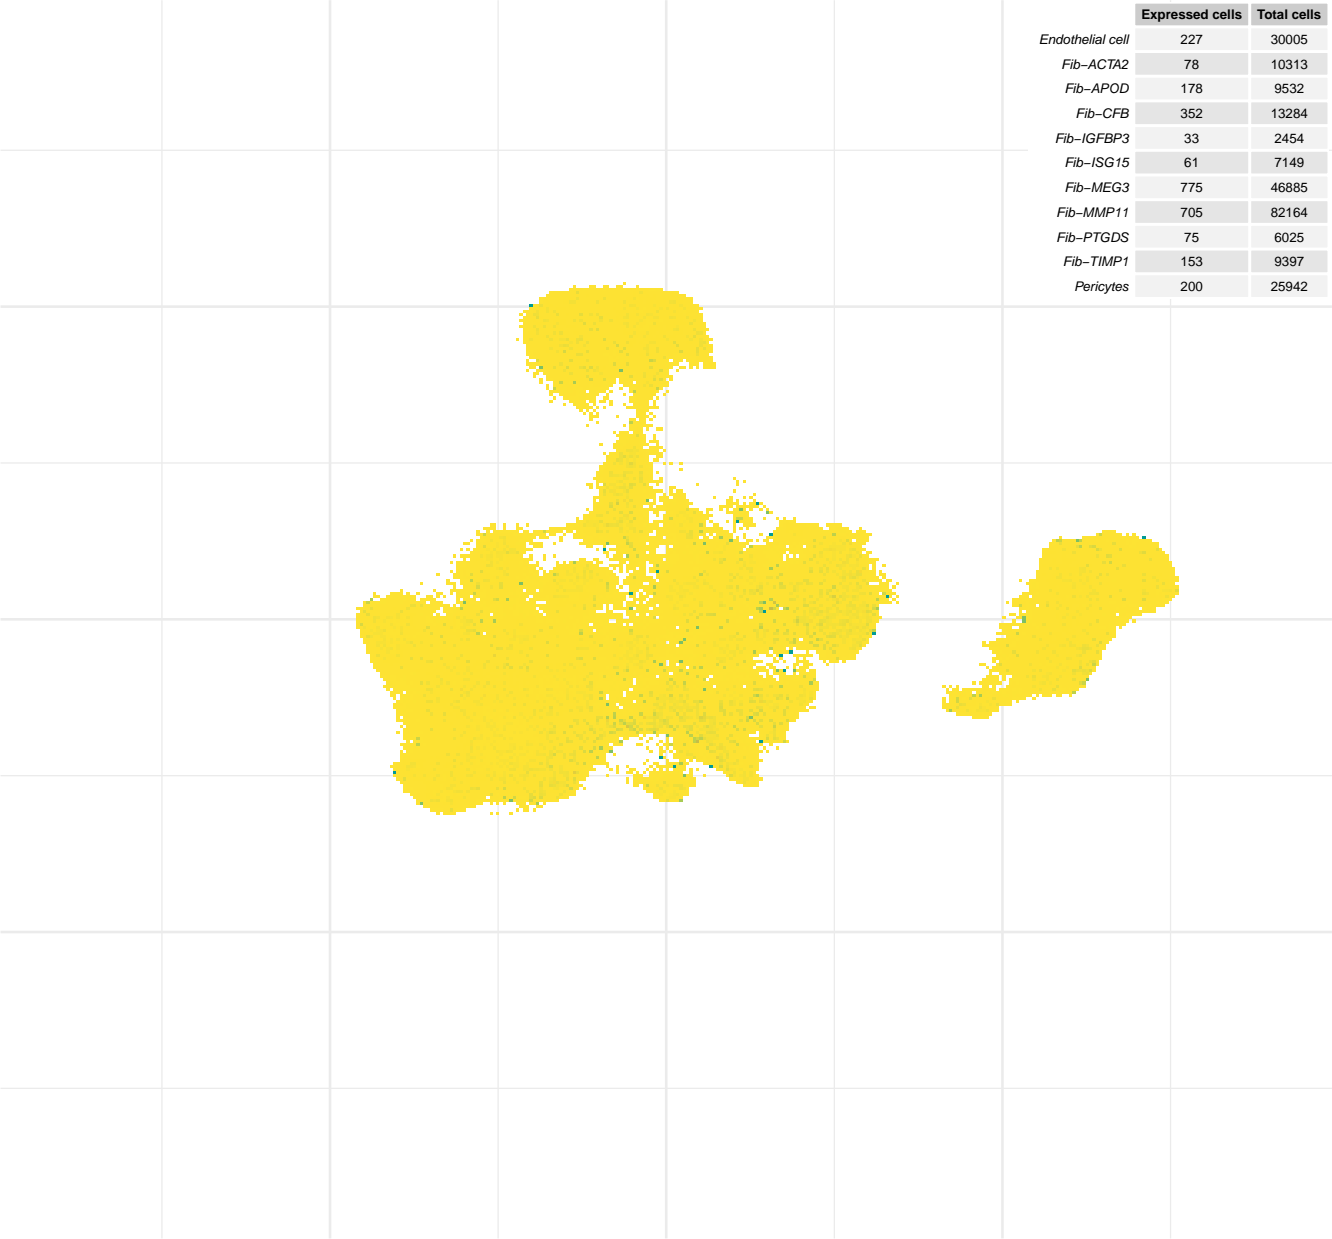 Expressed cells Total cells
Endothelial cell 227 30005
Fib−ACTA2 78 10313
Fib−APOD 178 9532
Fib−CFB 352 13284
Fib−IGFBP3 33 2454
Fib−ISG15 61 7149
Fib−MEG3 775 46885
Fib−MMP11 705 82164
Fib−PTGDS 75 6025
Fib−TIMP1 153 9397
Pericytes 200 25942